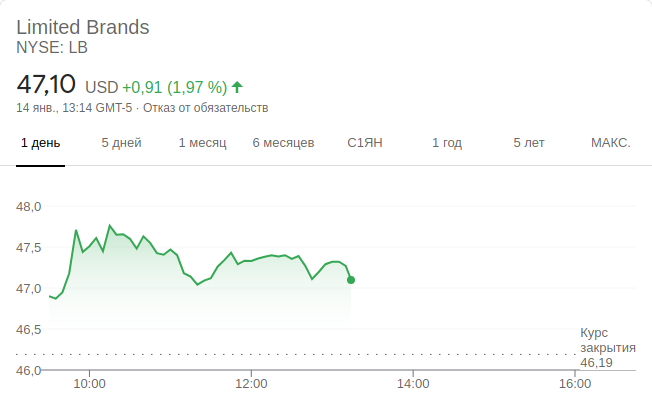 Limited Brands
NYSE: LB
47,10 USD +0,91 (1,97 %)
14 янв., 13:14 GMT-5 · Отказ от обязательств
1 день 5 дней 1 месяц 6 месяцев С1ЯН 1 год 5 лет МАКС.
48,0
47,5
47,0
46,5
46,0
Курс
закрытия
46,19
10:00 12:00 14:00 16:00